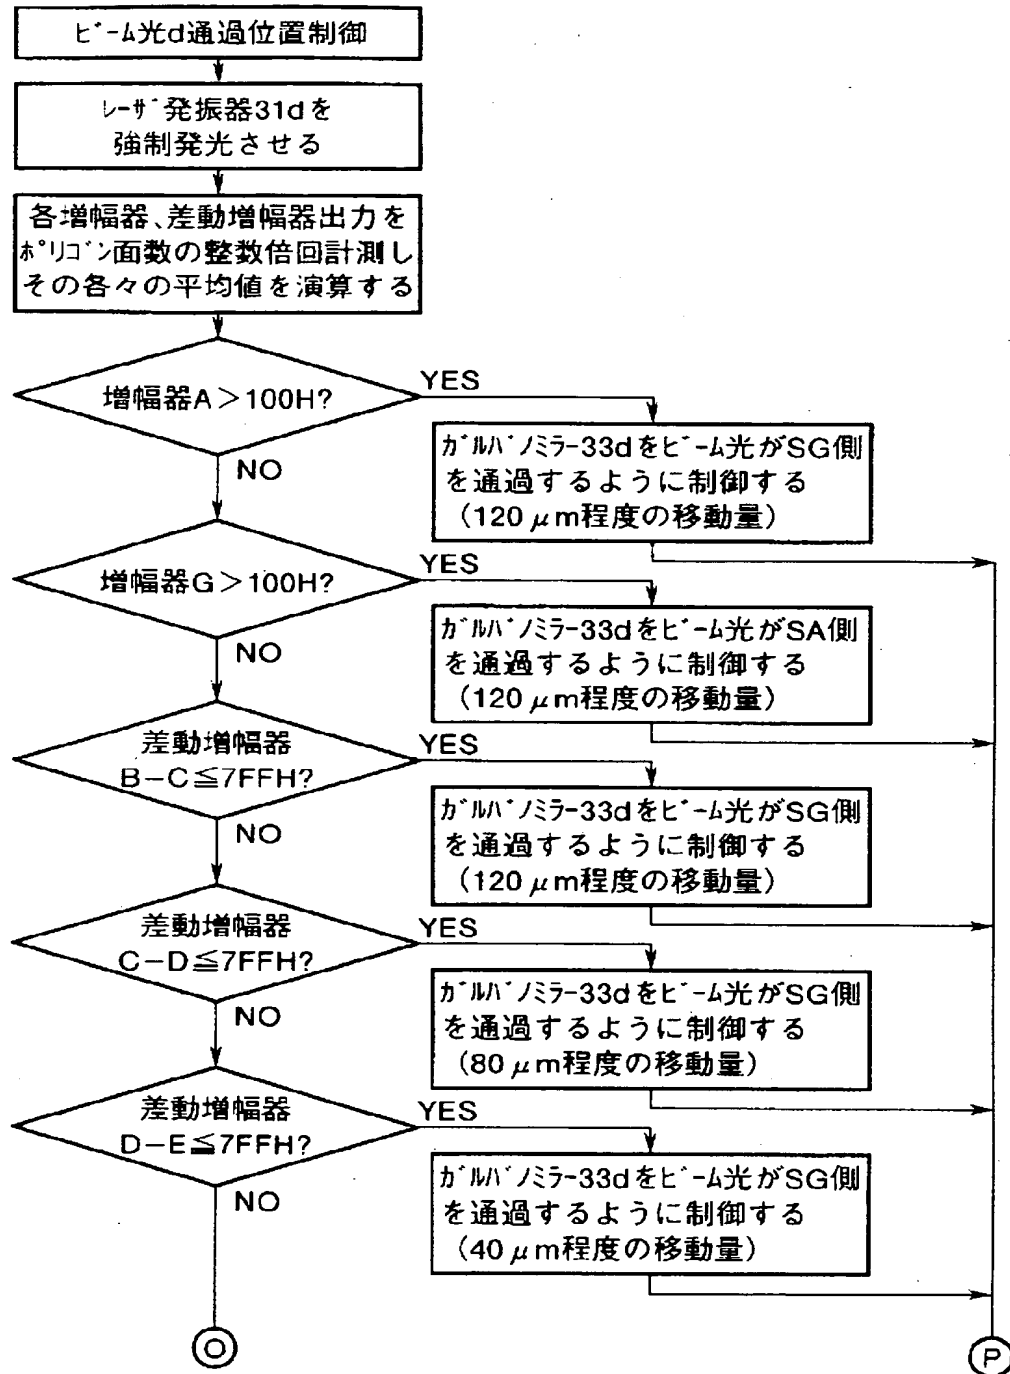 ﾋﾞｰﾑ光d通過位置制御
ﾚｰｻﾞ発振器31dを
強制発光させる
各増幅器、差動増幅器出力を
ﾎﾟﾘｺﾞﾝ面数の整数倍回計測し
その各々の平均値を演算する
増幅器A＞100H?
YES
NO
ｶﾞﾙﾊﾞﾉﾐﾗｰ33dをﾋﾞｰﾑ光がSG側
を通過するように制御する
(120μm程度の移動量)
増幅器G＞100H?
YES
NO
ｶﾞﾙﾊﾞﾉﾐﾗｰ33dをﾋﾞｰﾑ光がSA側
を通過するように制御する
(120μm程度の移動量)
差動増幅器
B－C≦7FFH?
YES
NO
ｶﾞﾙﾊﾞﾉﾐﾗｰ33dをﾋﾞｰﾑ光がSG側
を通過するように制御する
(120μm程度の移動量)
差動増幅器
C－D≦7FFH?
YES
NO
ｶﾞﾙﾊﾞﾉﾐﾗｰ33dをﾋﾞｰﾑ光がSG側
を通過するように制御する
(80μm程度の移動量)
差動増幅器
D－E≦7FFH?
YES
NO
ｶﾞﾙﾊﾞﾉﾐﾗｰ33dをﾋﾞｰﾑ光がSG側
を通過するように制御する
(40μm程度の移動量)
O
P